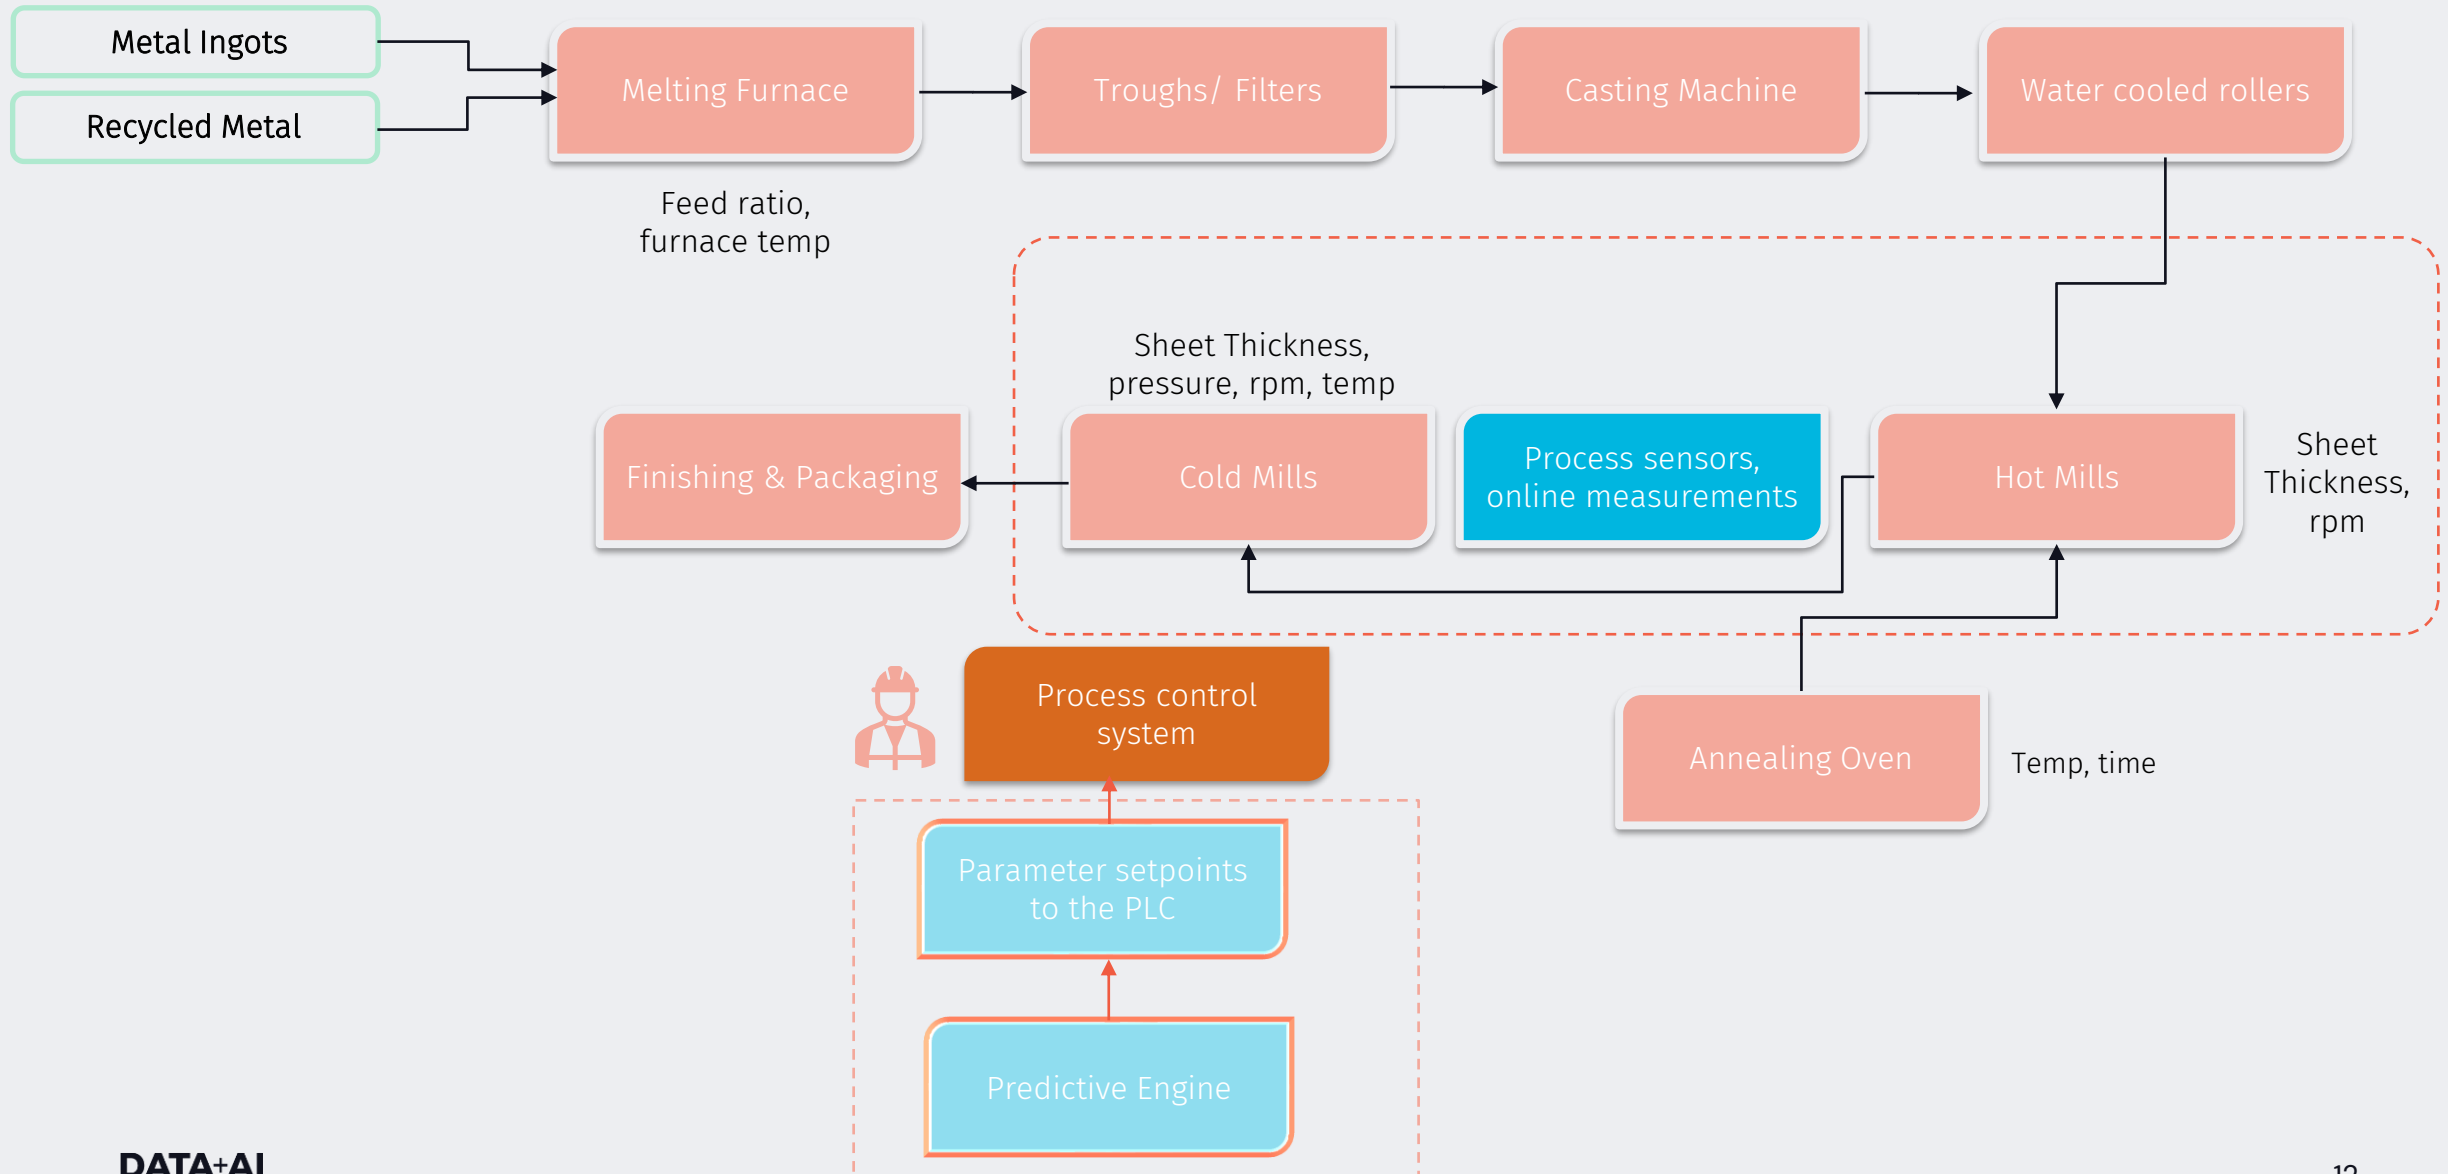 Metal Ingots
Recycled Metal
Melting Furnace
Troughs/ Filters
Casting Machine
Water cooled rollers
Feed ratio,
furnace temp
Sheet Thickness,
pressure, rpm, temp
Finishing & Packaging
Cold Mills
Process sensors,
online measurements
Hot Mills
Sheet
Thickness,
rpm
Process control
system
Annealing Oven
Temp, time
Parameter setpoints
to the PLC
Predictive Engine
DATA+AI
12